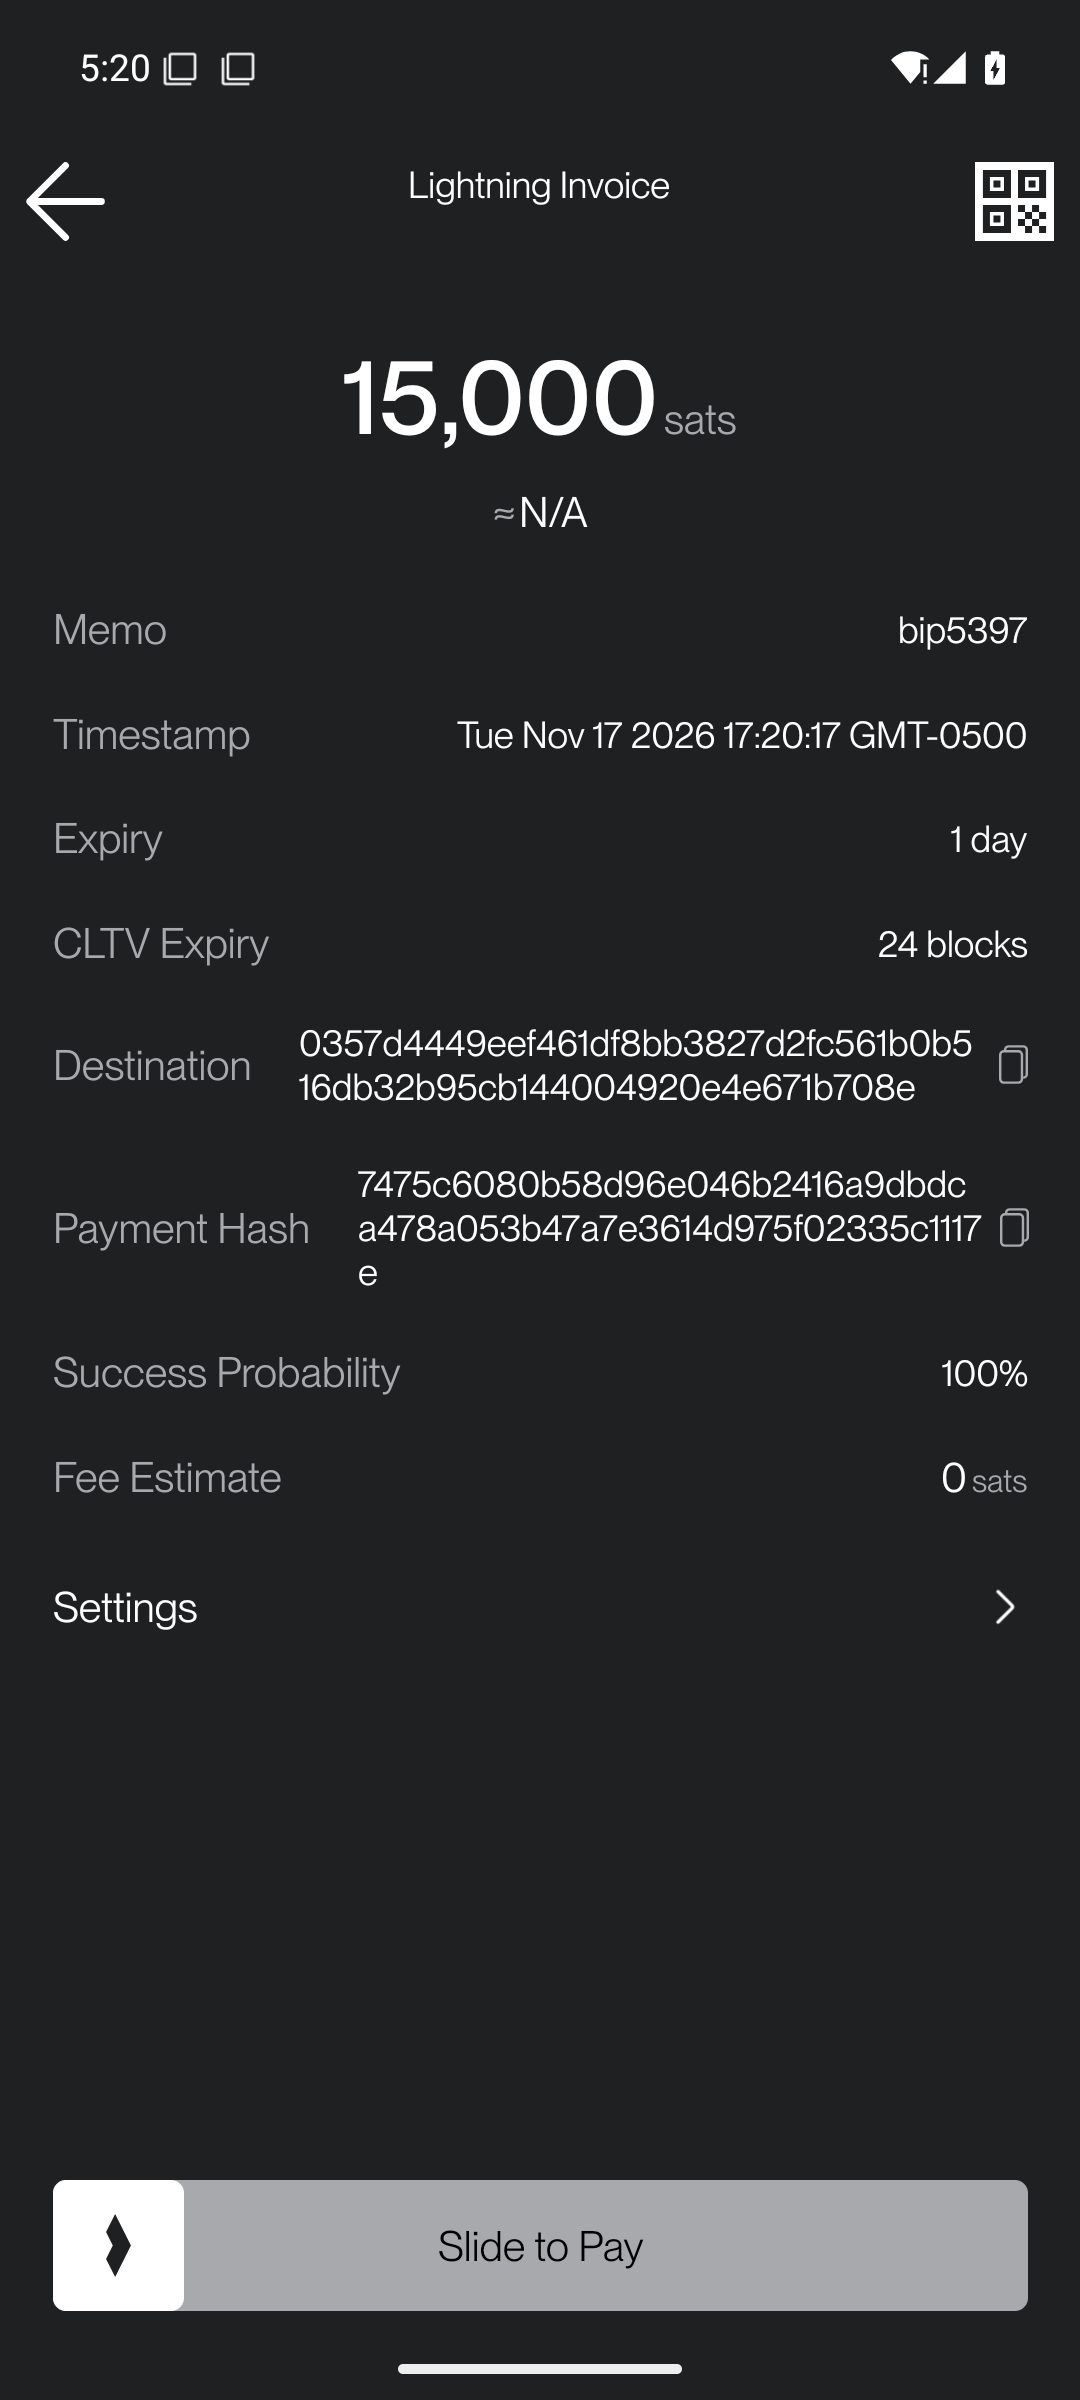 5:20
Lightning Invoice
15,000 sats
≈N/A
Memo bip5397
Timestamp Tue Nov 17 2026 17:20:17 GMT-0500
Expiry 1 day
CLTV Expiry 24 blocks
Destination 0357d4449eef461df8bb3827d2fc561b0b5
16db32b95cb144004920e4e671b708e
Payment Hash 7475c6080b58d96e046b2416a9dbdc
a478a053b47a7e3614d975f02335c1117
e
Success Probability 100%
Fee Estimate 0 sats
Settings
Slide to Pay